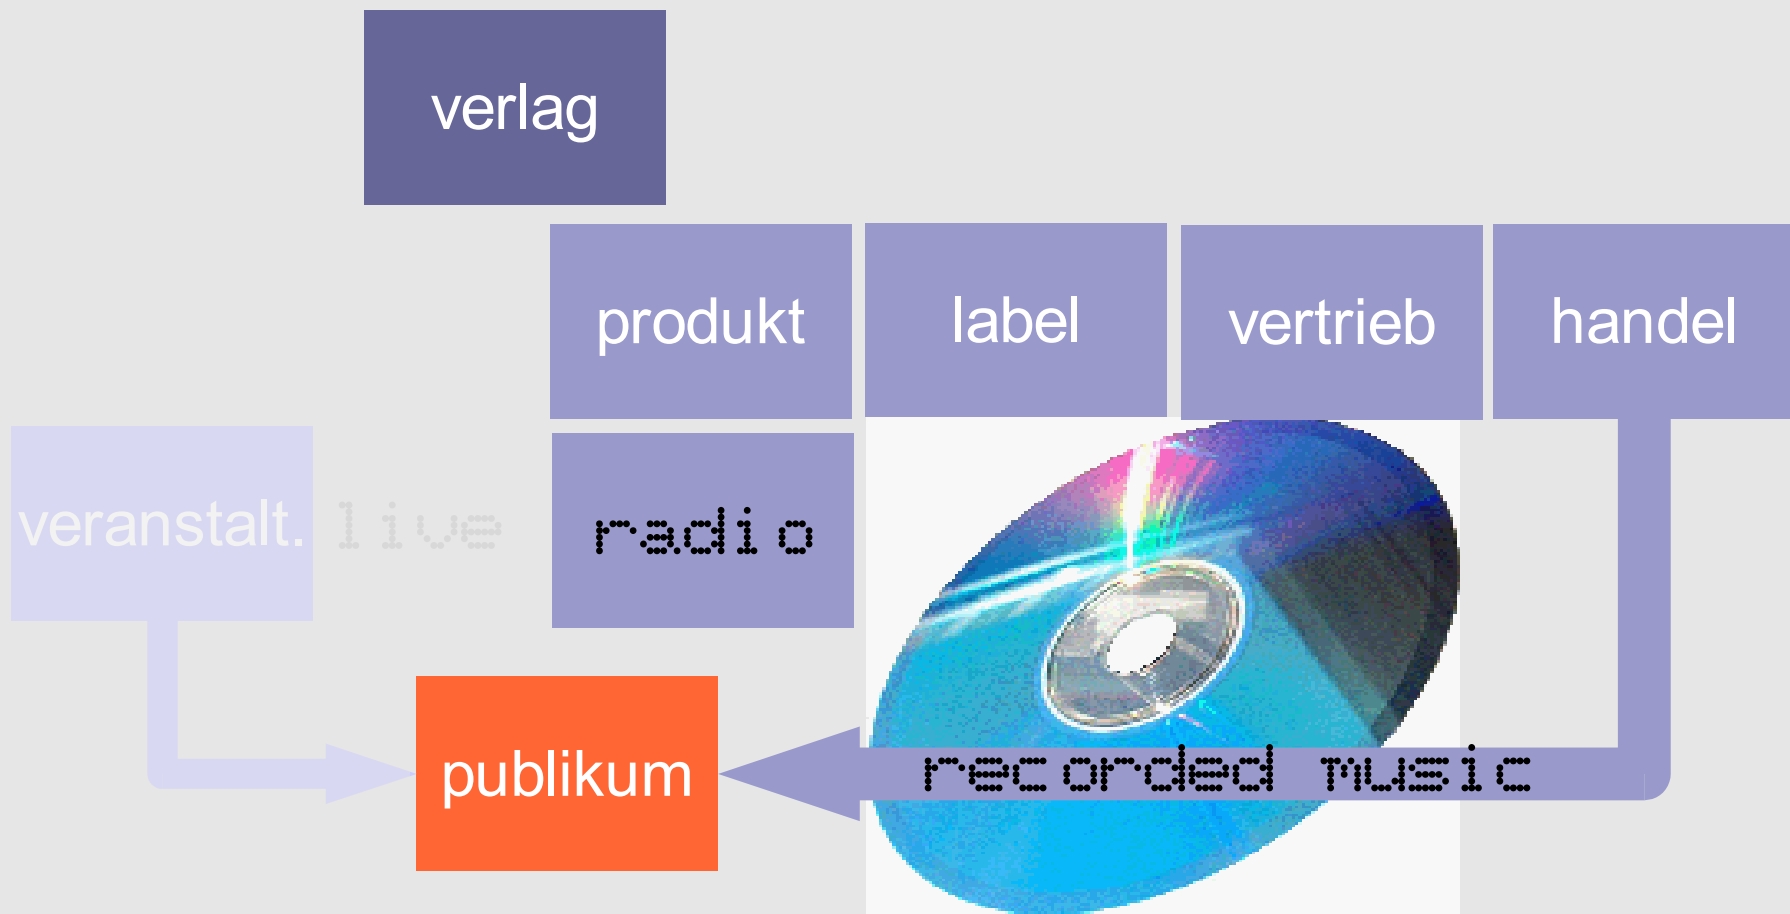 verlag
produkt
label
vertrieb
handel
veranstalt.
live
radio
publikum
recorded music